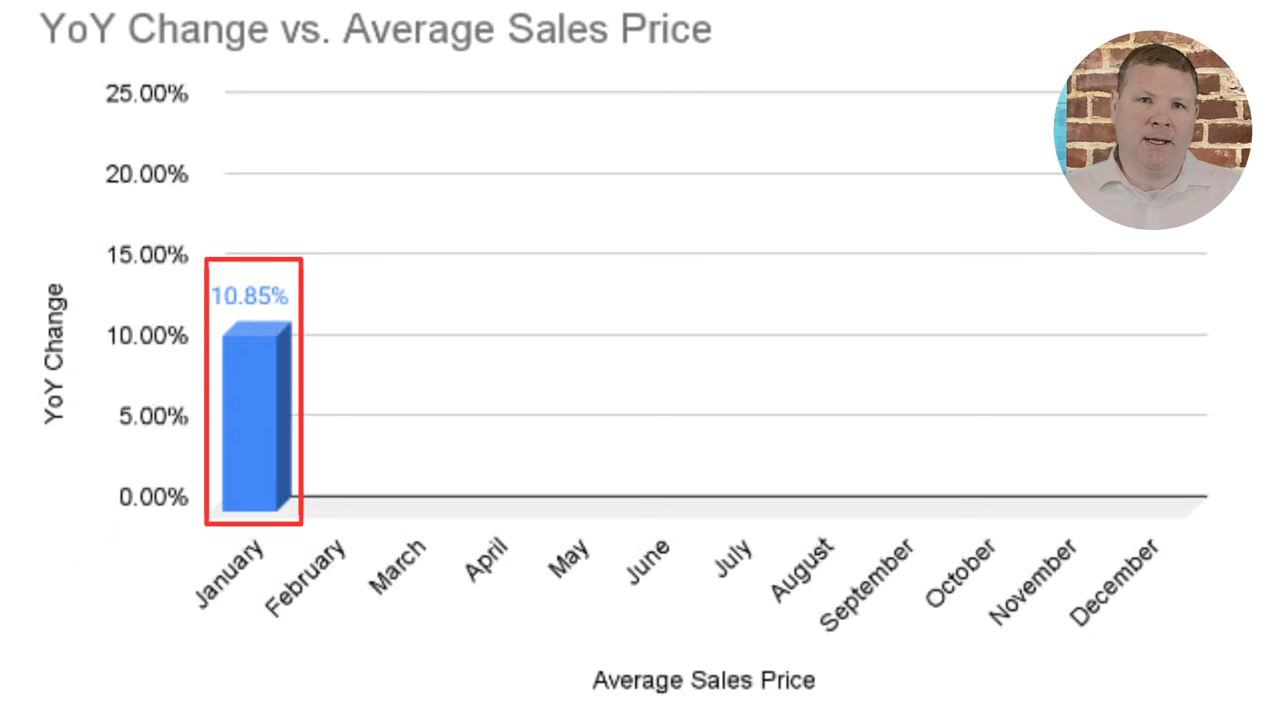 YoY Change vs. Average Sales Price
25.00%
20.00%
15.00%
10.85%
10.00%
5.00%
0.00%
YoY Change
January
February
March
April
May
June
July
August
September
October
November
December
Average Sales Price